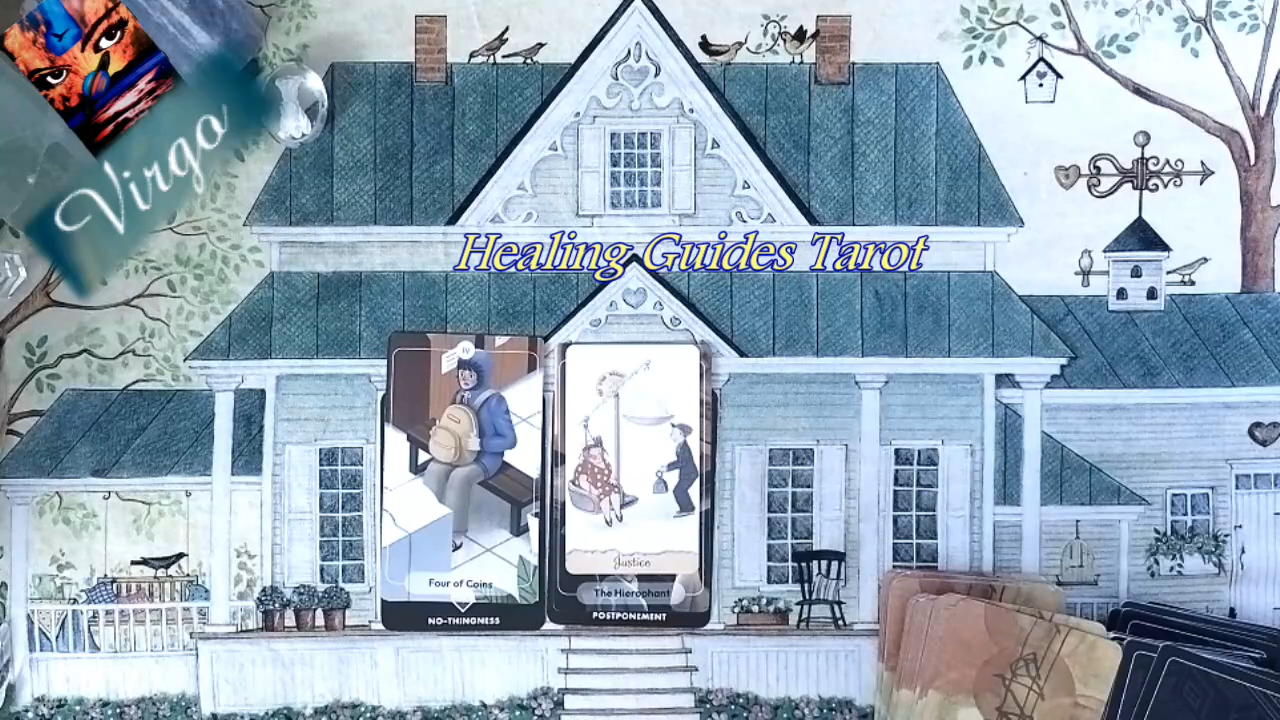 Virgo
Healing Guides Tarot
IV
Four of Coins
NO-THINGNESS
Justice
The Hierophant
POSTPONEMENT